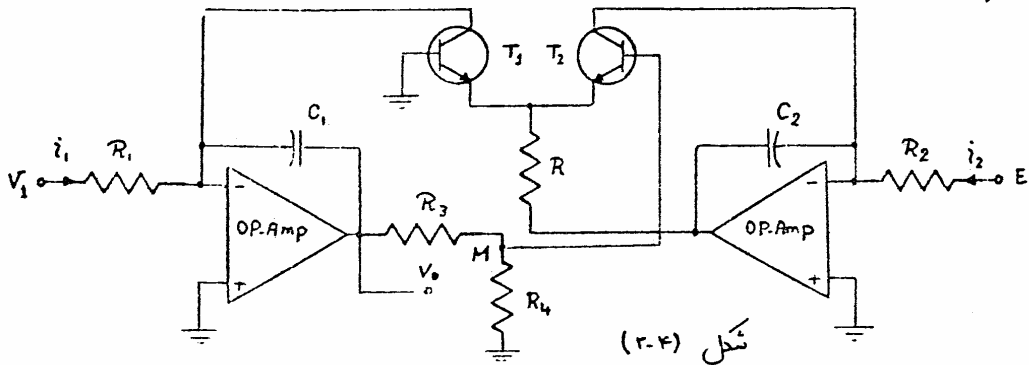 T₁ T₂
C₁ C₂
i₁ R₁ R R₂ i₂
V₁ - - E
R₃
OP-Amp OP-Amp
M
V₀
+ R₄ +
شکل (۲-۴)